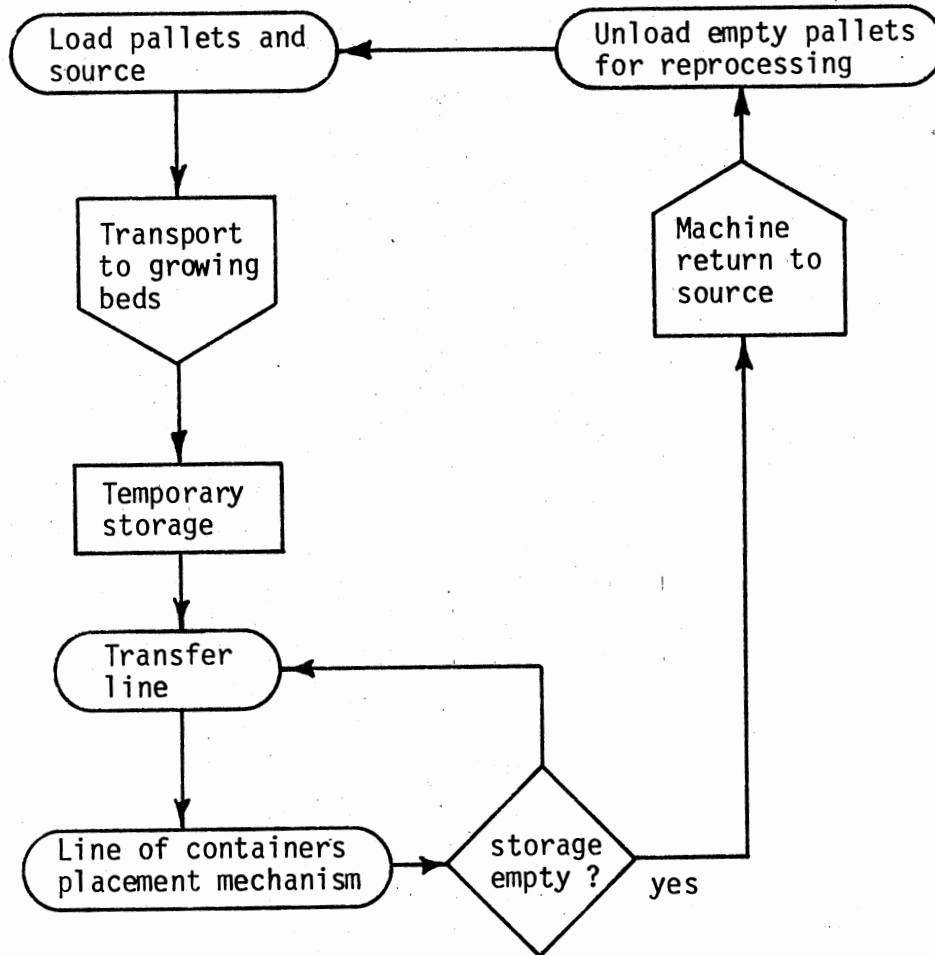 Load pallets and
source
Unload empty pallets
for reprocessing
Transport
to growing
beds
Machine
return to
source
Temporary
storage
Transfer
line
Line of containers
placement mechanism
storage
empty ?
yes